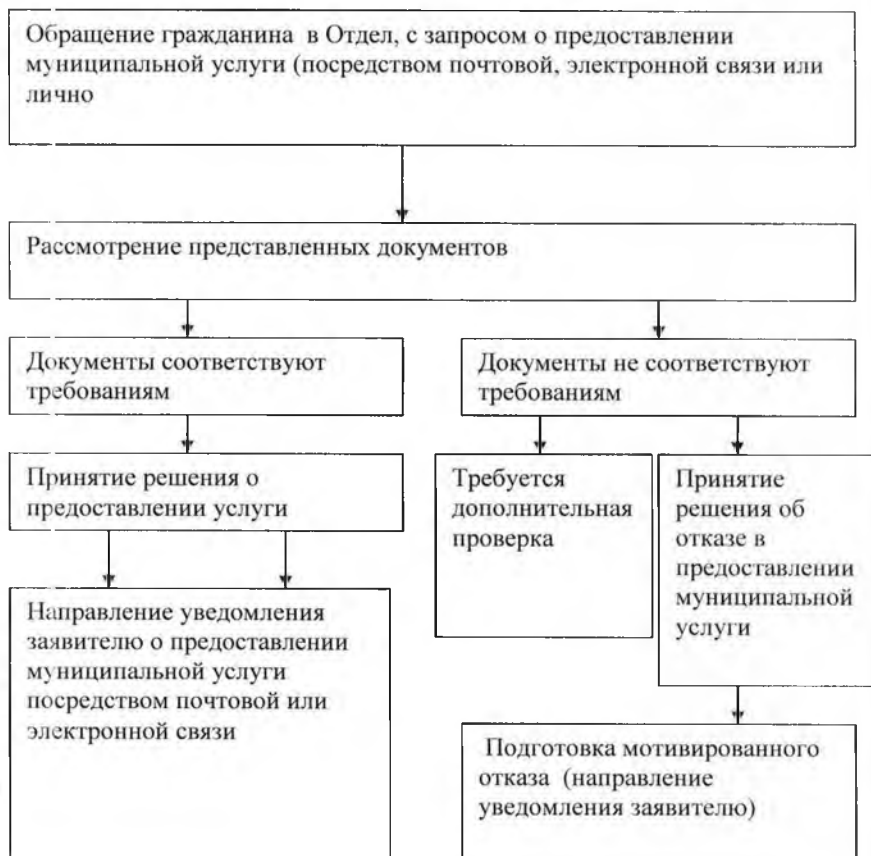 Обращение гражданина в Отдел, с запросом о предоставлении
муниципальной услуги (посредством почтовой, электронной связи или
лично
Рассмотрение представленных документов
Документы соответствуют
требованиям
Документы не соответствуют
требованиям
Принятие решения о
предоставлении услуги
Требуется
дополнительная
проверка
Принятие
решения об
отказе в
предоставлении
муниципальной
услуги
Направление уведомления
заявителю о предоставлении
муниципальной услуги
посредством почтовой или
электронной связи
Подготовка мотивированного
отказа (направление
уведомления заявителю)